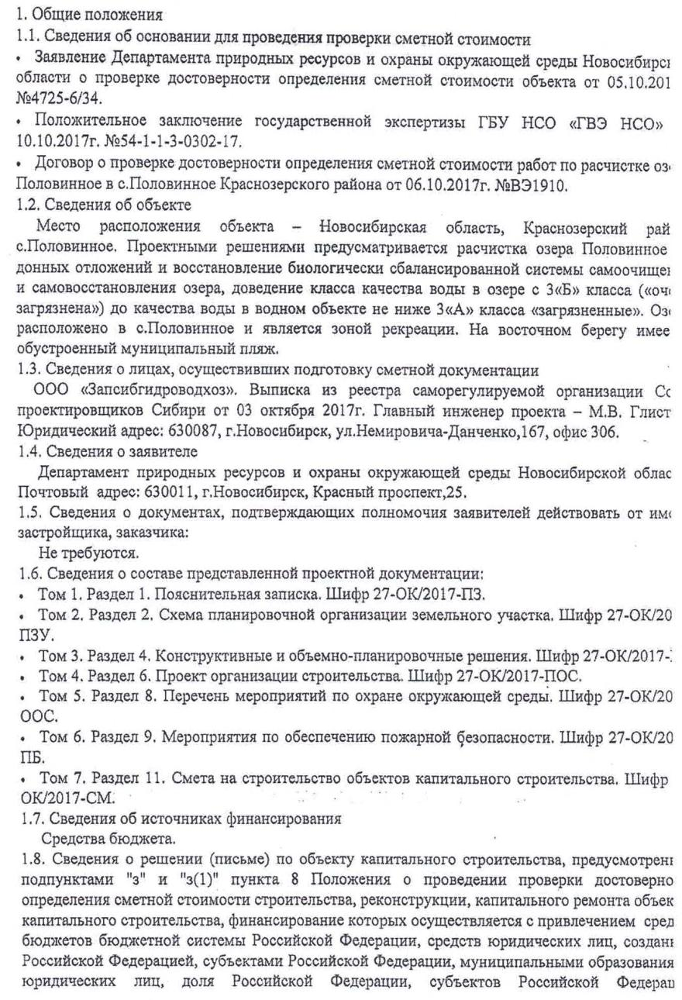 1. Общие положения
1.1. Сведения об основании для проведения проверки сметной стоимости
• Заявление Департамента природных ресурсов и охраны окружающей среды Новосибирс
области о проверке достоверности определения сметной стоимости объекта от 05.10.201
№4725-6/34.
• Положительное заключение государственной экспертизы ГБУ НСО «ГВЭ НСО»
10.10.2017г. №54-1-1-3-0302-17.
• Договор о проверке достоверности определения сметной стоимости работ по расчистке оз
Половинное в с.Половинное Краснозерского района от 06.10.2017г. №ВЭ1910.
1.2. Сведения об объекте
Место расположения объекта – Новосибирская область, Краснозерский рай
с.Половинное. Проектными решениями предусматривается расчистка озера Половинное
донных отложений и восстановление биологически сбалансированной системы самоочище
и самовосстановления озера, доведение класса качества воды в озере с 3«Б» класса («оч
загрязнена») до качества воды в водном объекте не ниже 3«А» класса «загрязненные». Оз
расположено в с.Половинное и является зоной рекреации. На восточном берегу имее
обустроенный муниципальный пляж.
1.3. Сведения о лицах, осуществивших подготовку сметной документации
ООО «Запсибгидроводхоз». Выписка из реестра саморегулируемой организации Со
проектировщиков Сибири от 03 октября 2017г. Главный инженер проекта – М.В. Глист
Юридический адрес: 630087, г.Новосибирск, ул.Немировича-Данченко,167, офис 306.
1.4. Сведения о заявителе
Департамент природных ресурсов и охраны окружающей среды Новосибирской облас
Почтовый адрес: 630011, г.Новосибирск, Красный проспект,25.
1.5. Сведения о документах, подтверждающих полномочия заявителей действовать от им
застройщика, заказчика:
Не требуются.
1.6. Сведения о составе представленной проектной документации:
• Том 1. Раздел 1. Пояснительная записка. Шифр 27-ОК/2017-ПЗ.
• Том 2. Раздел 2. Схема планировочной организации земельного участка. Шифр 27-ОК/20
ПЗУ.
• Том 3. Раздел 4. Конструктивные и объемно-планировочные решения. Шифр 27-ОК/2017-
• Том 4. Раздел 6. Проект организации строительства. Шифр 27-ОК/2017-ПОС.
• Том 5. Раздел 8. Перечень мероприятий по охране окружающей среды. Шифр 27-ОК/20
ООС.
• Том 6. Раздел 9. Мероприятия по обеспечению пожарной безопасности. Шифр 27-ОК/20
ПБ.
• Том 7. Раздел 11. Смета на строительство объектов капитального строительства. Шифр
ОК/2017-СМ.
1.7. Сведения об источниках финансирования
Средства бюджета.
1.8. Сведения о решении (письме) по объекту капитального строительства, предусмотрен
подпунктами "з" и "з(1)" пункта 8 Положения о проведении проверки достоверно
определения сметной стоимости строительства, реконструкции, капитального ремонта объек
капитального строительства, финансирование которых осуществляется с привлечением сред
бюджетов бюджетной системы Российской Федерации, средств юридических лиц, создан
Российской Федерацией, субъектами Российской Федерации, муниципальными образования
юридических лиц, доля Российской Федерации, субъектов Российской Федерац